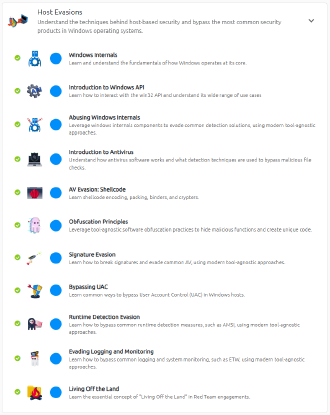 Host Evasions
Understand the techniques behind host-based security and bypass the most common security
products in Windows operating systems.
Windows Internals
Learn and understand the fundamentals of how Windows operates at its core.
Introduction to Windows API
Learn how to interact with the win32 API and understand its wide range of use cases
Abusing Windows Internals
Leverage windows internals components to evade common detection solutions, using modern tool-agnostic
approaches.
Introduction to Antivirus
Understand how antivirus software works and what detection techniques are used to bypass malicious file
checks.
AV Evasion: Shellcode
Learn shellcode encoding, packing, binders, and crypters.
Obfuscation Principles
Leverage tool-agnostic software obfuscation practices to hide malicious functions and create unique code.
Signature Evasion
Learn how to break signatures and evade common AV, using modern tool-agnostic approaches.
Bypassing UAC
Learn common ways to bypass User Account Control (UAC) in Windows hosts.
Runtime Detection Evasion
Learn how to bypass common runtime detection measures, such as AMSI, using modern tool-agnostic
approaches.
Evading Logging and Monitoring
Learn how to bypass common logging and system monitoring, such as ETW, using modern tool-agnostic
approaches.
Living Off the Land
Learn the essential concept of "Living Off the Land" in Red Team engagements.